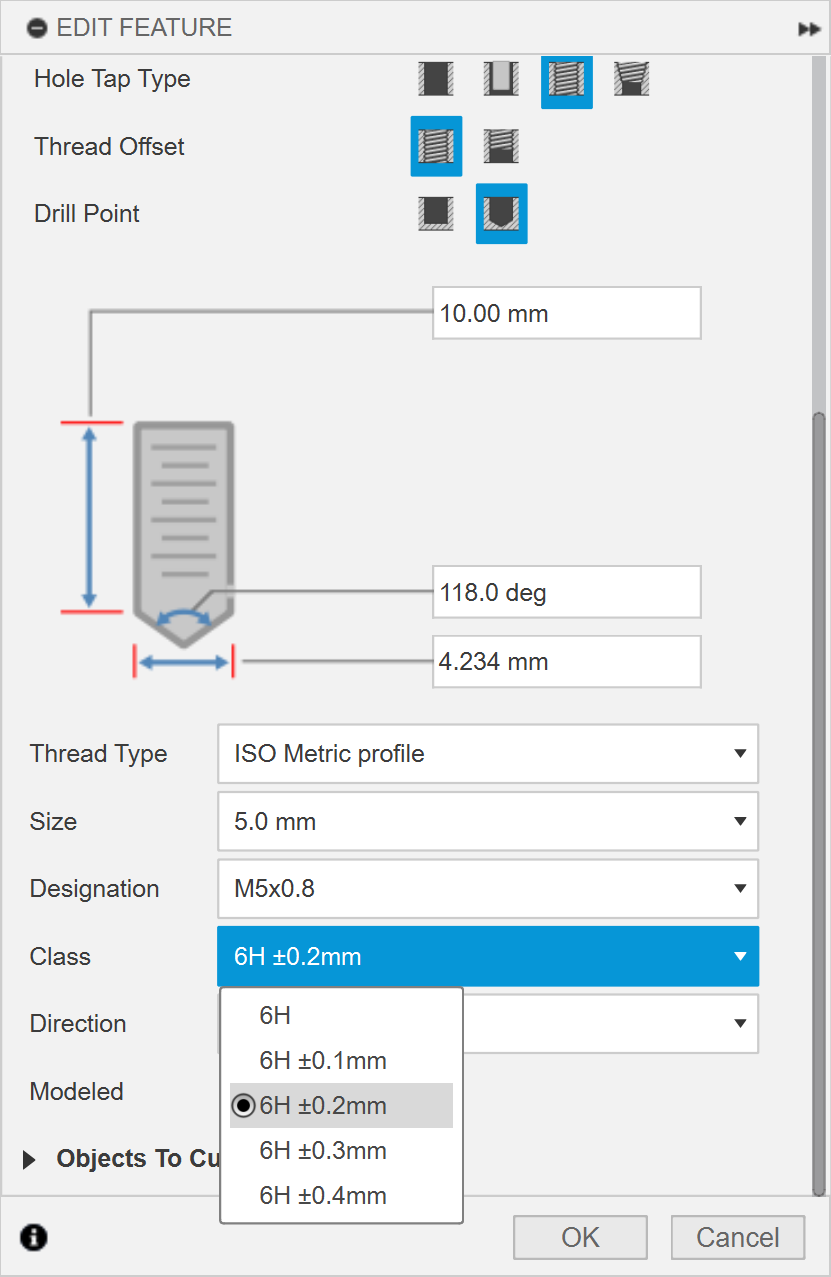 EDIT FEATURE
Hole Tap Type
Thread Offset
Drill Point
10.00 mm
118.0 deg
4.234 mm
Thread Type
ISO Metric profile
Size
5.0 mm
Designation
M5x0.8
Class
6H ±0.2mm
6H
6H ±0.1mm
6H ±0.2mm
6H ±0.3mm
6H ±0.4mm
Direction
Modeled
Objects To Cu
OK
Cancel